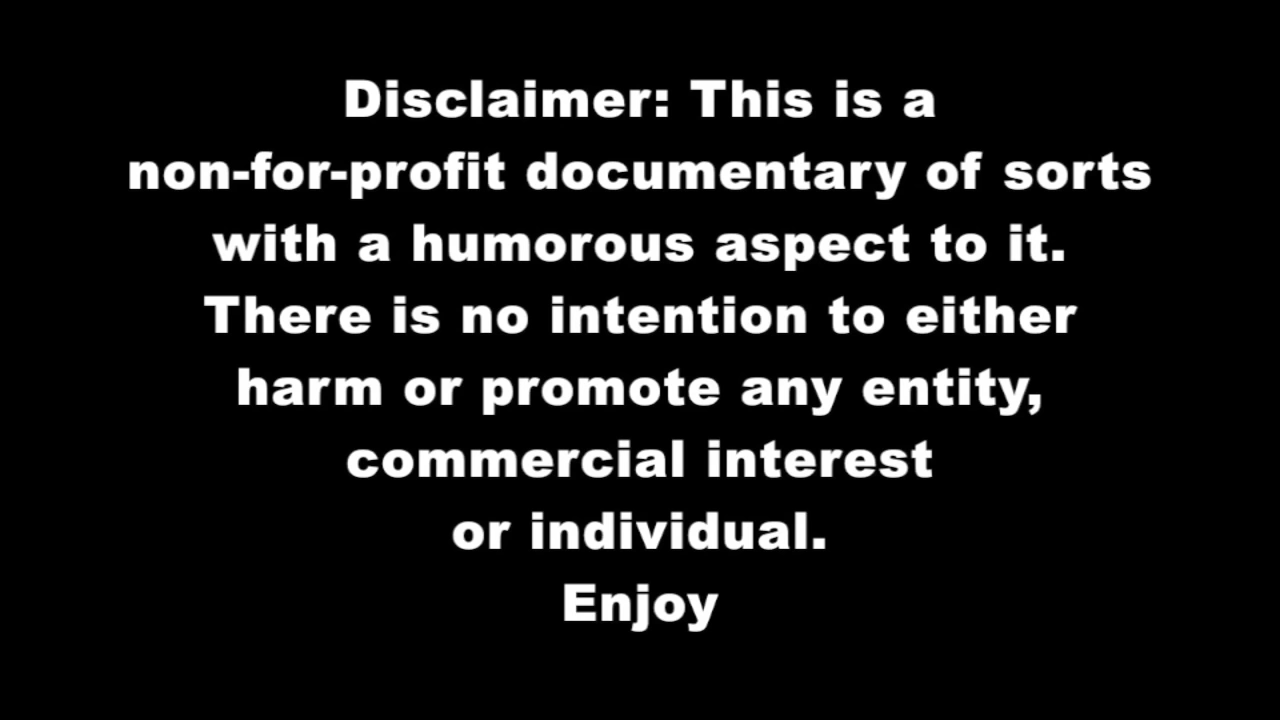 Disclaimer: This is a
non-for-profit documentary of sorts
with a humorous aspect to it.
There is no intention to either
harm or promote any entity,
commercial interest
or individual.
Enjoy